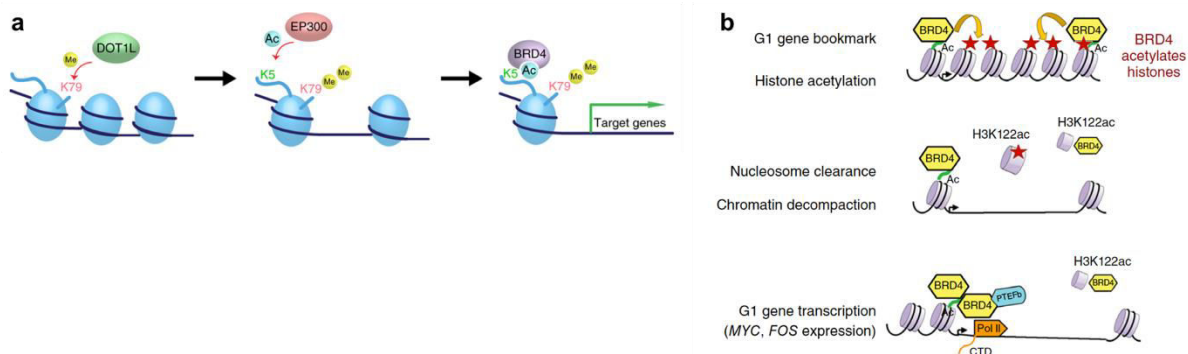 a
Me
DOT1L
K79
Ac
EP300
K5
K79
Me
Me
BRD4
Ac
K5
K79
Me
Me
Target genes
b
G1 gene bookmark
Histone acetylation
BRD4
Ac
BRD4
Ac
BRD4
acetylates
histones
Nucleosome clearance
Chromatin decompaction
BRD4
Ac
H3K122ac
H3K122ac
BRD4
G1 gene transcription
(MYC, FOS expression)
BRD4
Ac
BRD4
PTEFb
Pol II
CTD
H3K122ac
BRD4